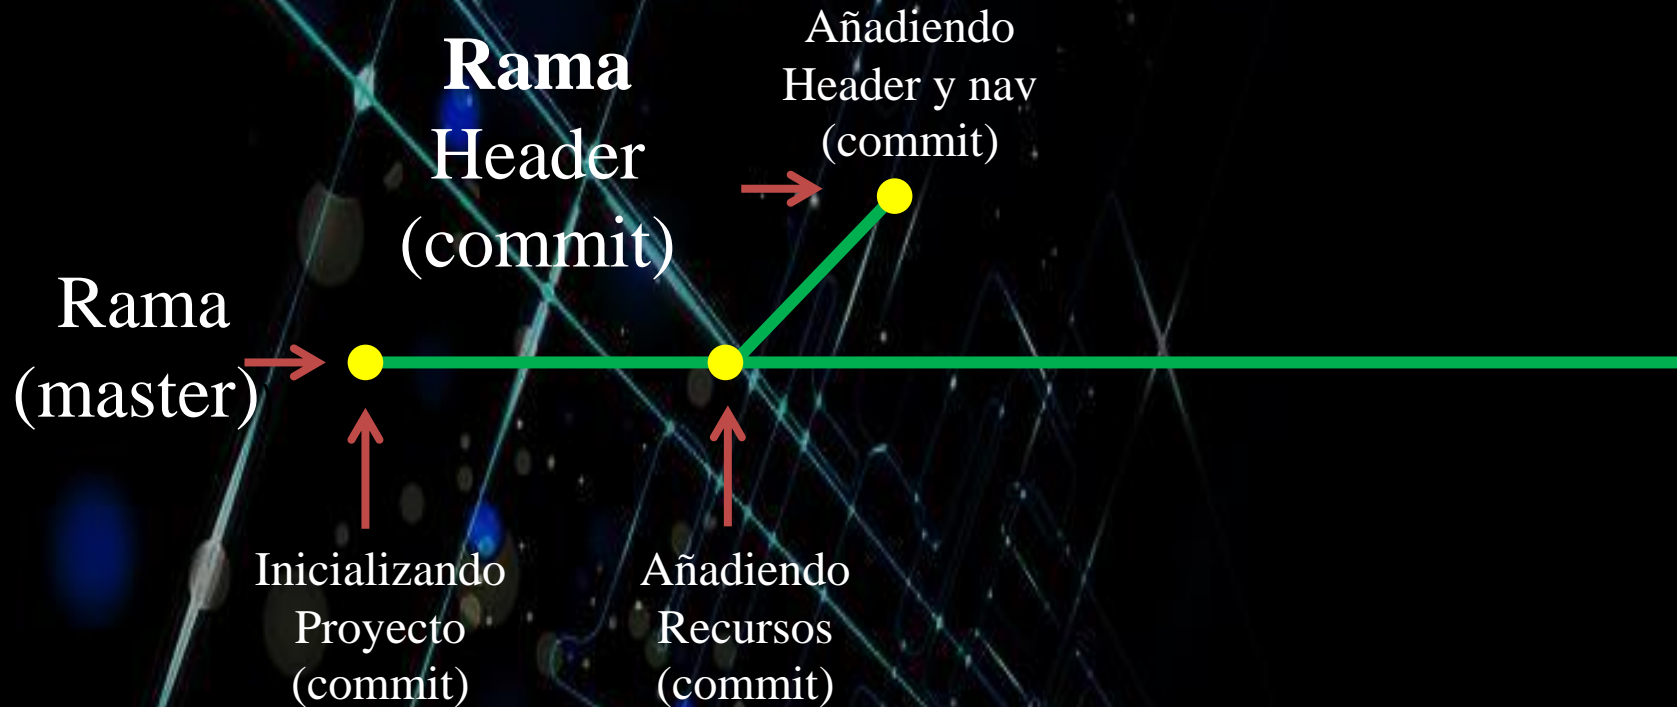 Rama
Header
(commit)
Añadiendo
Header y nav
(commit)
Rama
(master)
Inicializando
Proyecto
(commit)
Añadiendo
Recursos
(commit)